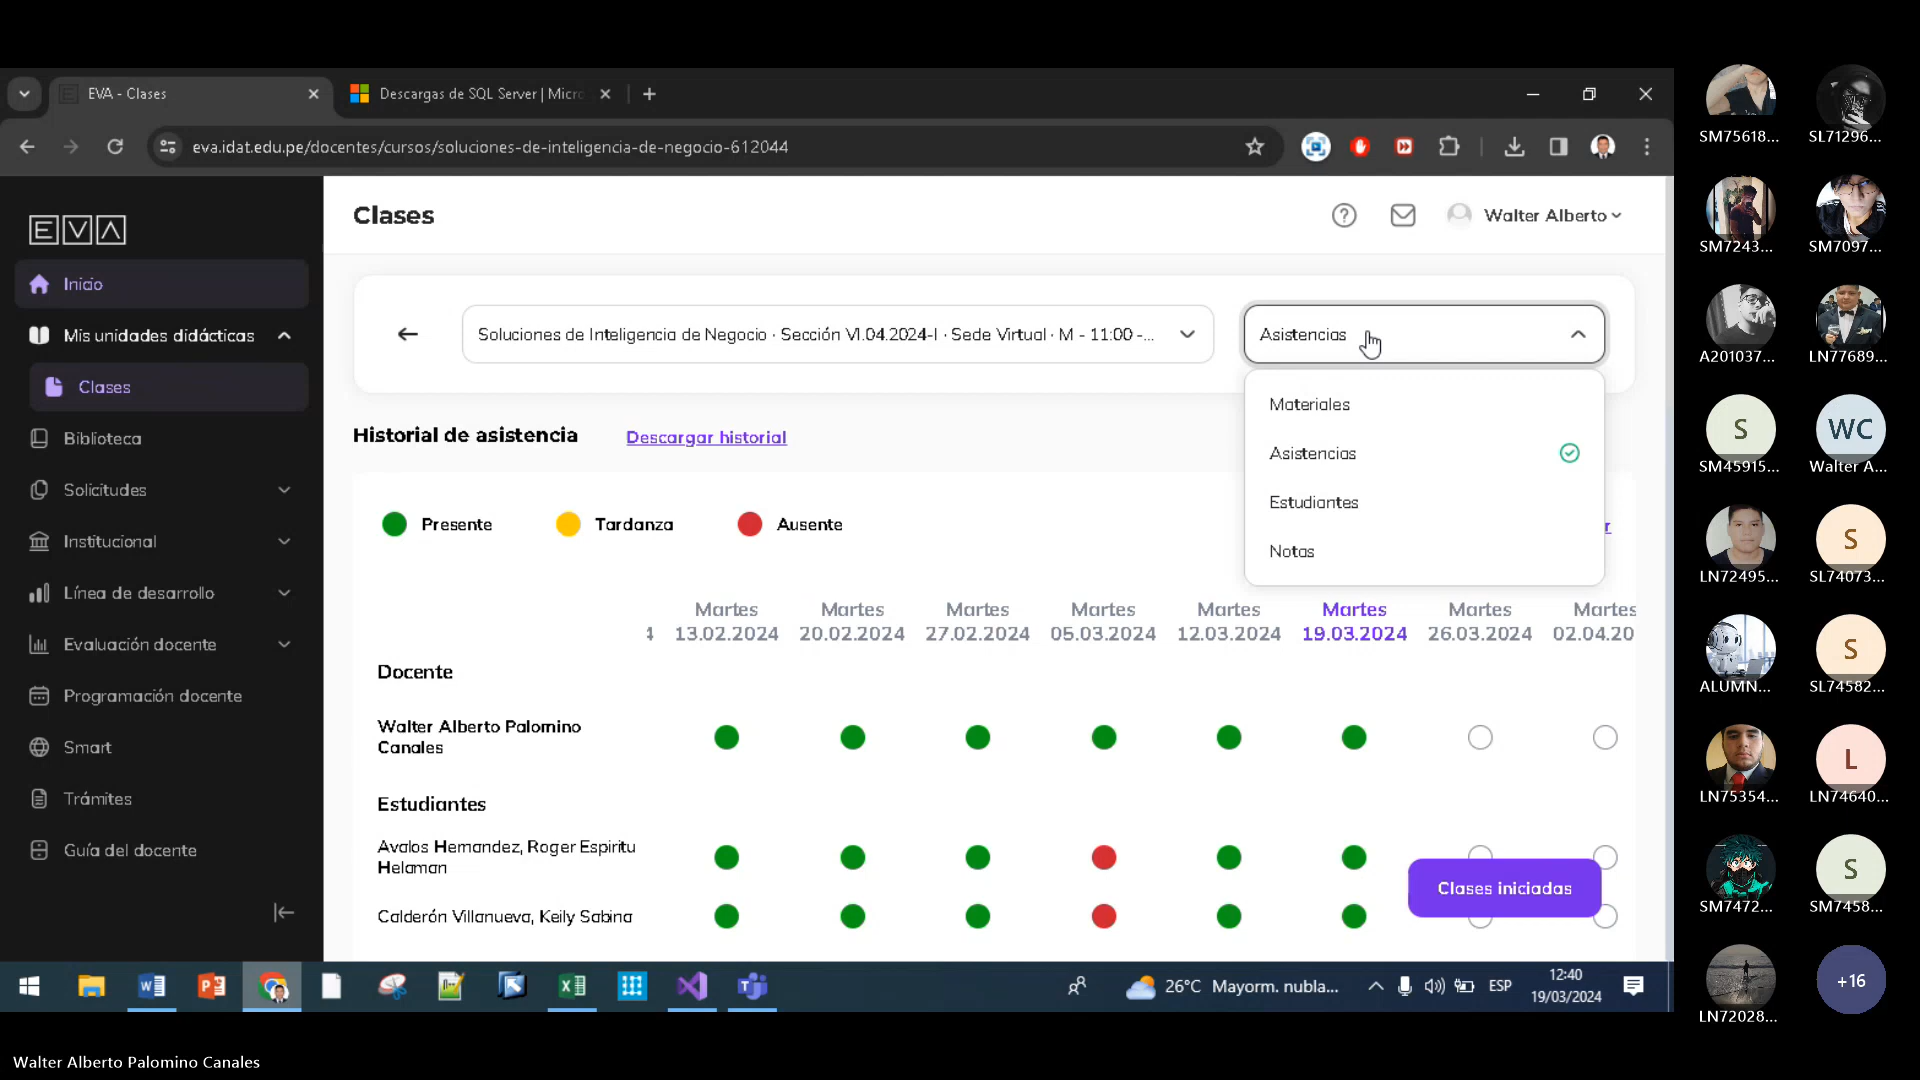 EVA - Clases
Descargas de SQL Server | Micro
eva.idat.edu.pe/docentes/cursos/soluciones-de-inteligencia-de-negocio-612044
EVA
Inicio
Mis unidades didácticas
Clases
Biblioteca
Solicitudes
Institucional
Línea de desarrollo
Evaluación docente
Programación docente
Smart
Trámites
Guía del docente
Clases
Walter Alberto
Soluciones de Inteligencia de Negocio · Sección VI.04.2024-I · Sede Virtual · M - 11:00 -...
Asistencias
Materiales
Asistencias
Estudiantes
Notas
Historial de asistencia
Descargar historial
Presente
Tardanza
Ausente
r
Martes Martes Martes Martes Martes Martes Martes Martes
4 13.02.2024 20.02.2024 27.02.2024 05.03.2024 12.03.2024 19.03.2024 26.03.2024 02.04.20
Docente
Walter Alberto Palomino
Canales
Estudiantes
Avalos Hernandez, Roger Espiritu
Helaman
Calderón Villanueva, Keily Sabina
Clases iniciadas
26°C Mayorm. nubla...
ESP
12:40
19/03/2024
SM75618...
SL71296...
SM7243...
SM7097...
A201037...
LN77689...
S
WC
SM45915...
Walter A...
S
LN72495...
SL74073...
S
ALUMN...
SL74582...
L
LN75354...
LN74640...
S
SM7472...
SM7458...
+16
LN72028...
Walter Alberto Palomino Canales